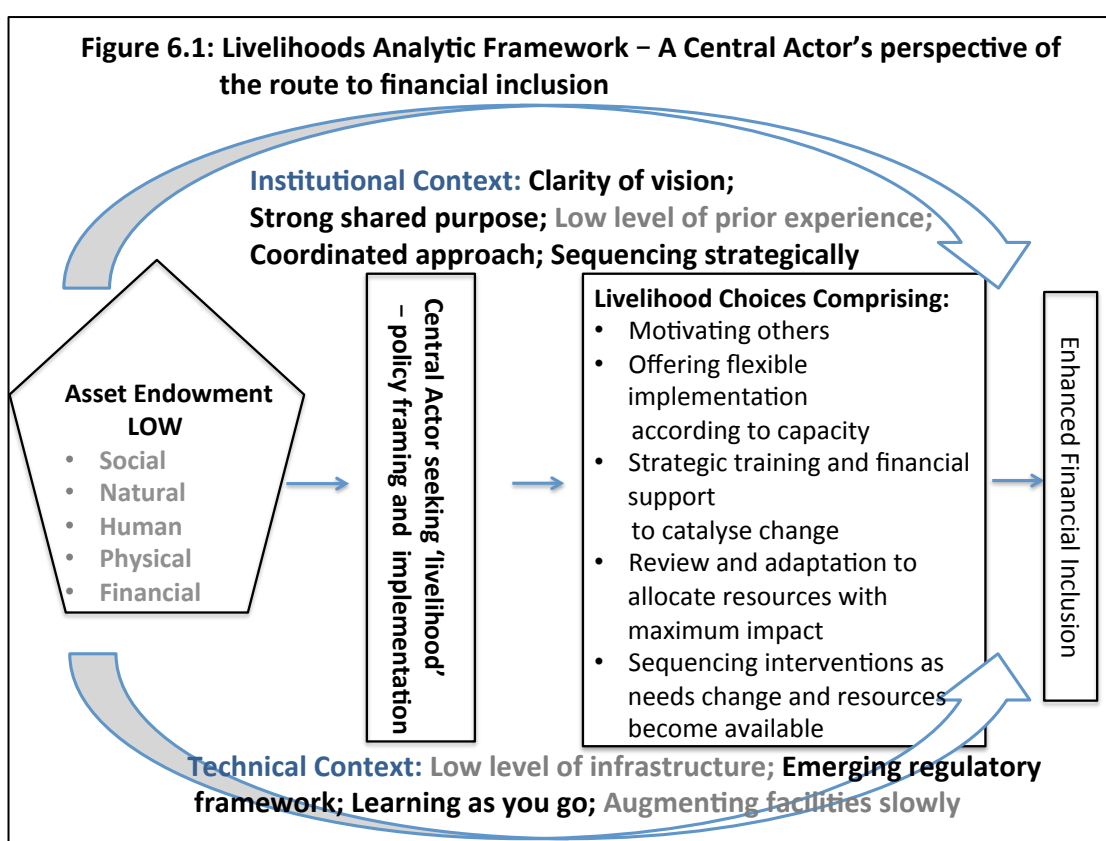 Figure 6.1: Livelihoods Analytic Framework – A Central Actor's perspective of
the route to financial inclusion
Institutional Context: Clarity of vision;
Strong shared purpose; Low level of prior experience;
Coordinated approach; Sequencing strategically
Asset Endowment
LOW
• Social
• Natural
• Human
• Physical
• Financial
Central Actor seeking 'livelihood'
– policy framing and implementation
Livelihood Choices Comprising:
• Motivating others
• Offering flexible
implementation
according to capacity
• Strategic training and financial
support
to catalyse change
• Review and adaptation to
allocate resources with
maximum impact
• Sequencing interventions as
needs change and resources
become available
Enhanced Financial Inclusion
Technical Context: Low level of infrastructure; Emerging regulatory
framework; Learning as you go; Augmenting facilities slowly